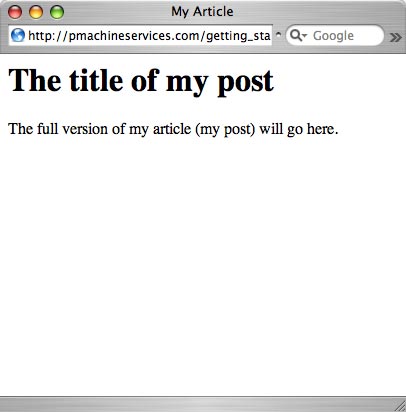 My Article
http://pmachineservices.com/getting_sta
Google
The title of my post
The full version of my article (my post) will go here.